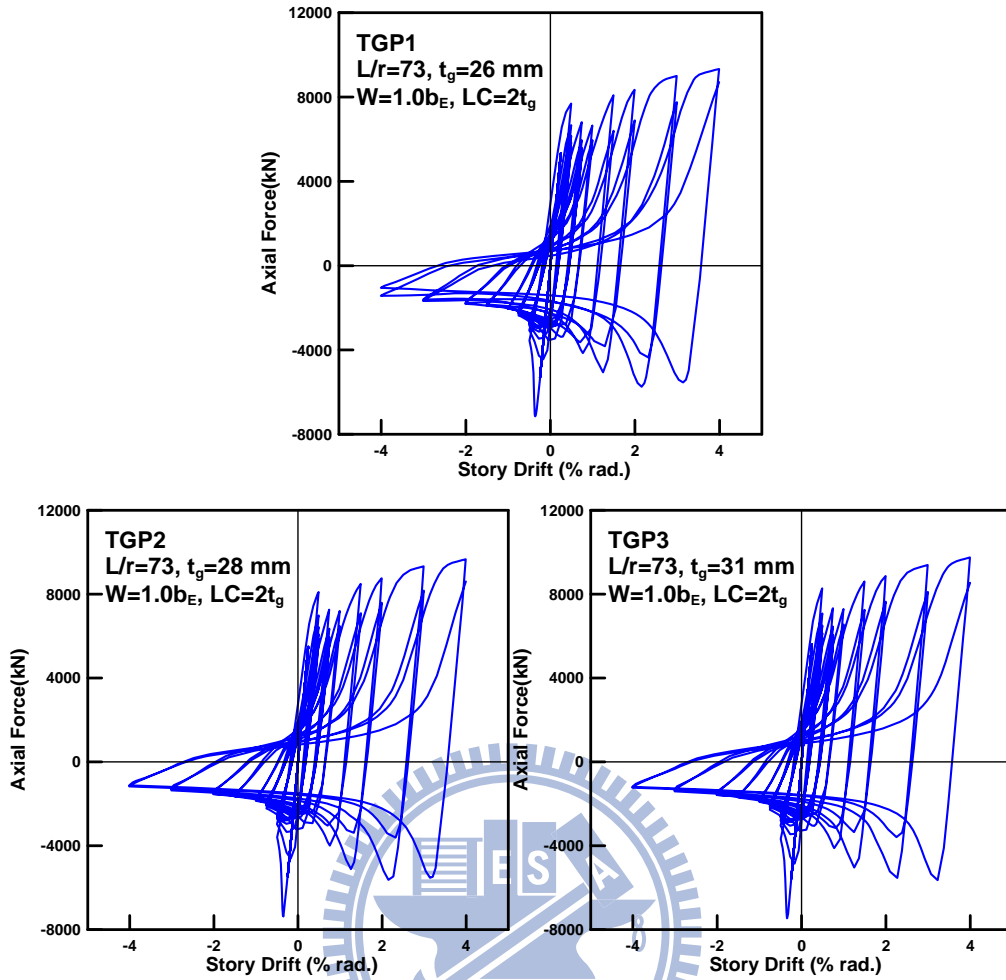 12000
TGP1
L/r=73, tg=26 mm
W=1.0bE, LC=2tg
8000
4000
0
-4000
-8000
Axial Force(kN)
-4 -2 0 2 4
Story Drift (% rad.)
12000
TGP2
L/r=73, tg=28 mm
W=1.0bE, LC=2tg
8000
4000
0
-4000
-8000
Axial Force(kN)
-4 -2 0 2 4
Story Drift (% rad.)
12000
TGP3
L/r=73, tg=31 mm
W=1.0bE, LC=2tg
8000
4000
0
-4000
-8000
Axial Force(kN)
-4 -2 0 2 4
Story Drift (% rad.)
E S A